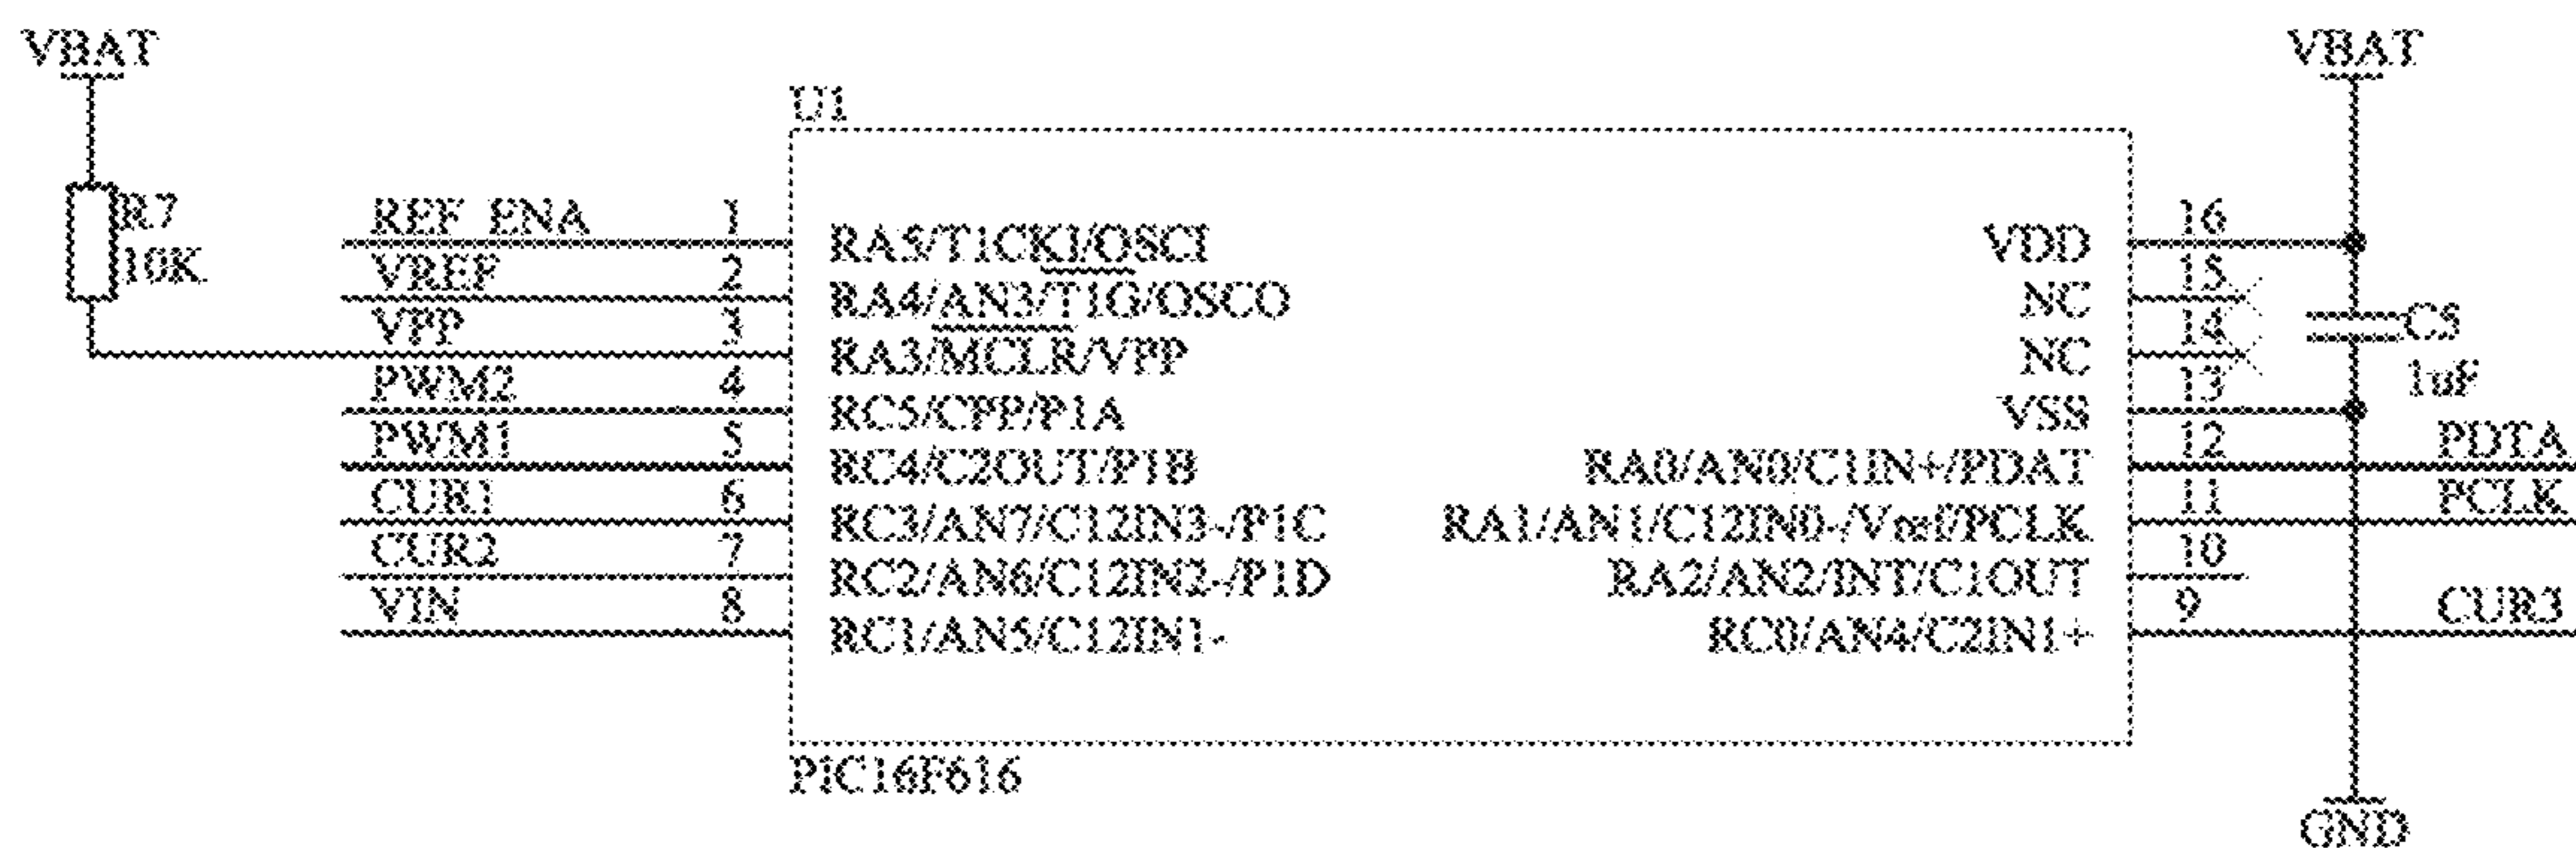 VBAT
VBAT
U1
R7
10K
REF_ENA 1 RA5/T1CKI/OSCI
VREF 2 RA4/AN3/T1G/OSCO
VPP 3 RA3/MCLR/VPP
PWM2 4 RC5/CPP/P1A
PWM1 5 RC4/C2OUT/P1B
CUR1 6 RC3/AN7/C12IN3-/P1C
CUR2 7 RC2/AN6/C12IN2-/P1D
VIN 8 RC1/AN5/C12IN1-
VDD 16
NC 15
NC 14
VSS 13
RA0/AN0/C1IN+/PDAT 12 PDTA
RA1/AN1/C12IN0-/Vref/PCLK 11 PCLK
RA2/AN2/INT/C1OUT 10
RC0/AN4/C2IN1+ 9 CUR3
C5
1uF
PIC16F616
GND